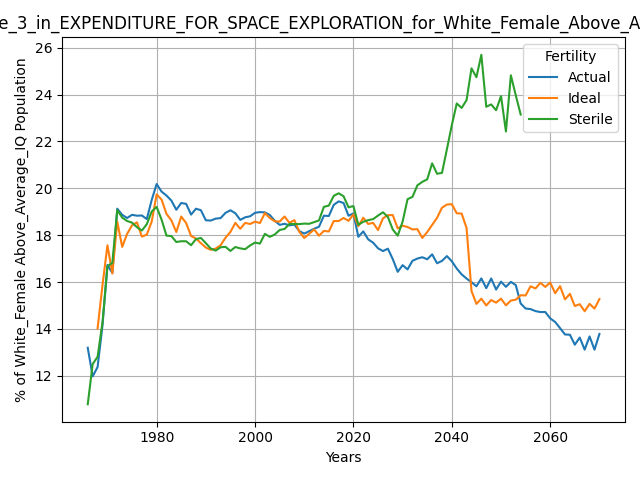 e_3_in_EXPENDITURE_FOR_SPACE_EXPLORATION_for_White_Female_Above_A
26
24
22
20
18
16
14
12
% of White_Female Above_Average_IQ Population
Fertility
Actual
Ideal
Sterile
1980
2000
2020
2040
2060
Years